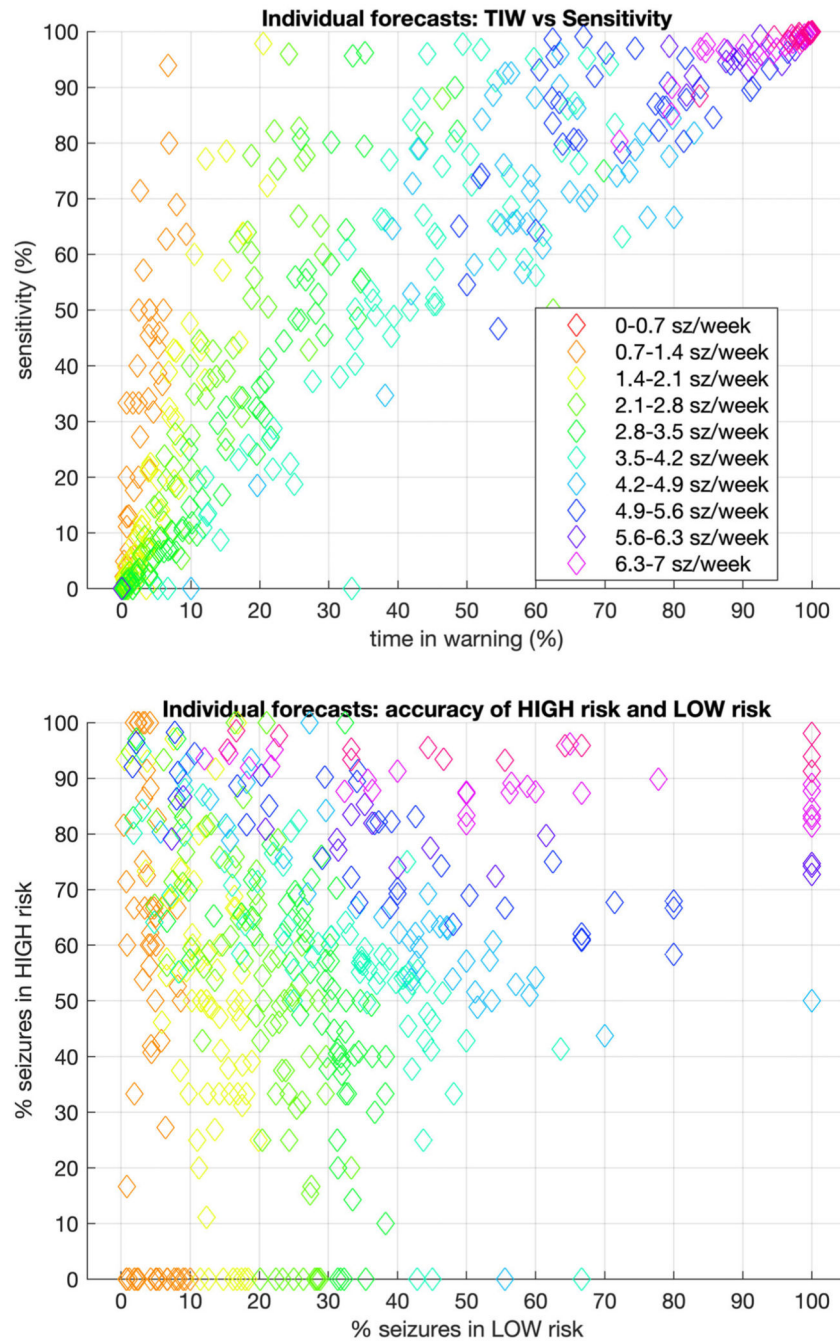 Individual forecasts: TIW vs Sensitivity
100
90
80
70
60
50
40
30
20
10
0
sensitivity (%)
0-0.7 sz/week
0.7-1.4 sz/week
1.4-2.1 sz/week
2.1-2.8 sz/week
2.8-3.5 sz/week
3.5-4.2 sz/week
4.2-4.9 sz/week
4.9-5.6 sz/week
5.6-6.3 sz/week
6.3-7 sz/week
0 10 20 30 40 50 60 70 80 90 100
time in warning (%)
Individual forecasts: accuracy of HIGH risk and LOW risk
100
90
80
70
60
50
40
30
20
10
0
% seizures in HIGH risk
0 10 20 30 40 50 60 70 80 90 100
% seizures in LOW risk